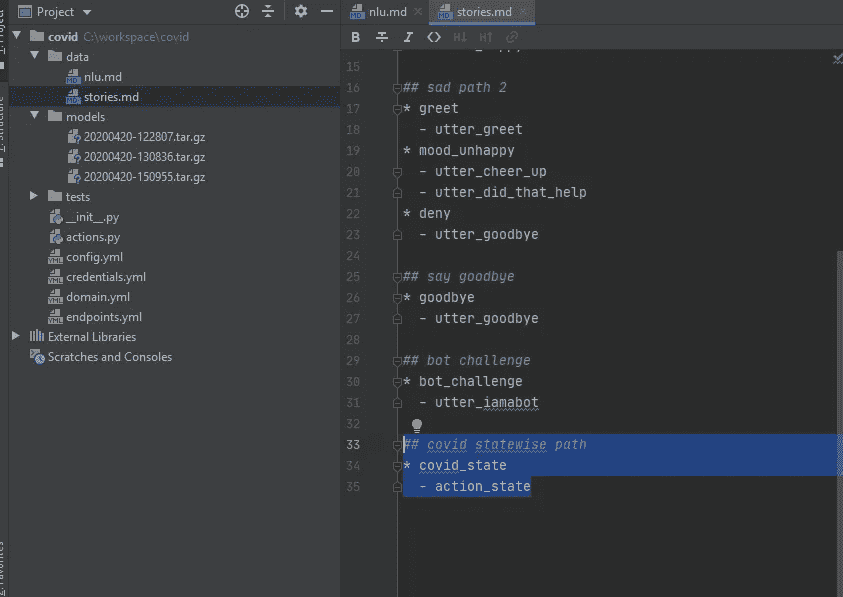 Project
covid C:\workspace\covid
data
nlu.md
stories.md
models
20200420-122807.tar.gz
20200420-130836.tar.gz
20200420-150955.tar.gz
tests
__init__.py
actions.py
config.yml
credentials.yml
domain.yml
endpoints.yml
External Libraries
Scratches and Consoles
nlu.md
stories.md
B I <> H↓ H↑
15
16 ## sad path 2
17 * greet
18 - utter_greet
19 * mood_unhappy
20 - utter_cheer_up
21 - utter_did_that_help
22 * deny
23 - utter_goodbye
24
25 ## say goodbye
26 * goodbye
27 - utter_goodbye
28
29 ## bot challenge
30 * bot_challenge
31 - utter_iamabot
32
33 ## covid statewise path
34 * covid_state
35 - action_state